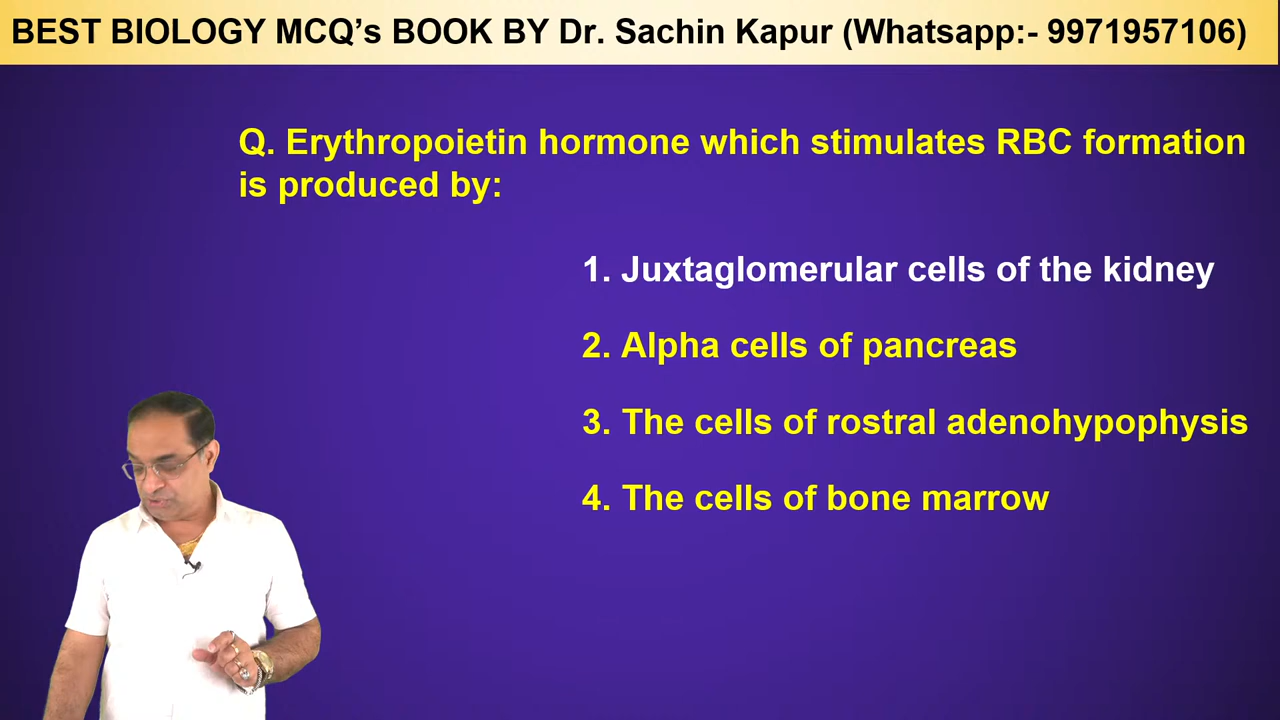 BEST BIOLOGY MCQ’s BOOK BY Dr. Sachin Kapur (Whatsapp:- 9971957106)
Q. Erythropoietin hormone which stimulates RBC formation
is produced by:
1. Juxtaglomerular cells of the kidney
2. Alpha cells of pancreas
3. The cells of rostral adenohypophysis
4. The cells of bone marrow